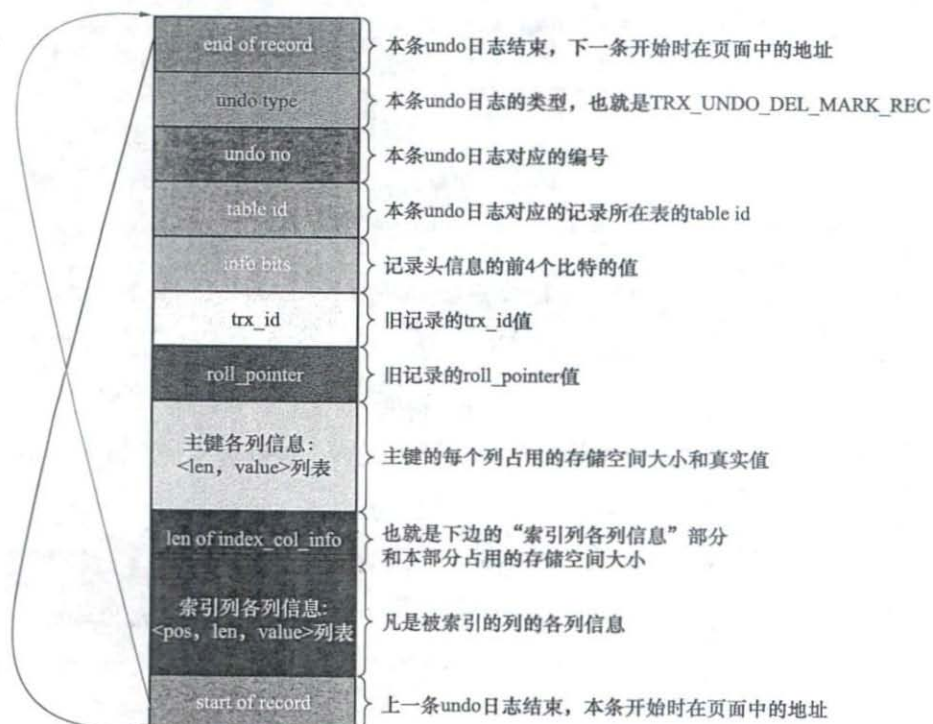 end of record
本条undo日志结束，下一条开始时在页面中的地址
undo type
本条undo日志的类型，也就是TRX_UNDO_DEL_MARK_REC
undo no
本条undo日志对应的编号
table id
本条undo日志对应的记录所在表的table id
info bits
记录头信息的前4个比特的值
trx_id
旧记录的trx_id值
roll_pointer
旧记录的roll_pointer值
主键各列信息：
<len，value>列表
主键的每个列占用的存储空间大小和真实值
len of index_col_info
也就是下边的“索引列各列信息”部分
和本部分占用的存储空间大小
索引列各列信息：
<pos，len，value>列表
凡是被索引的列的各列信息
start of record
上一条undo日志结束，本条开始时在页面中的地址